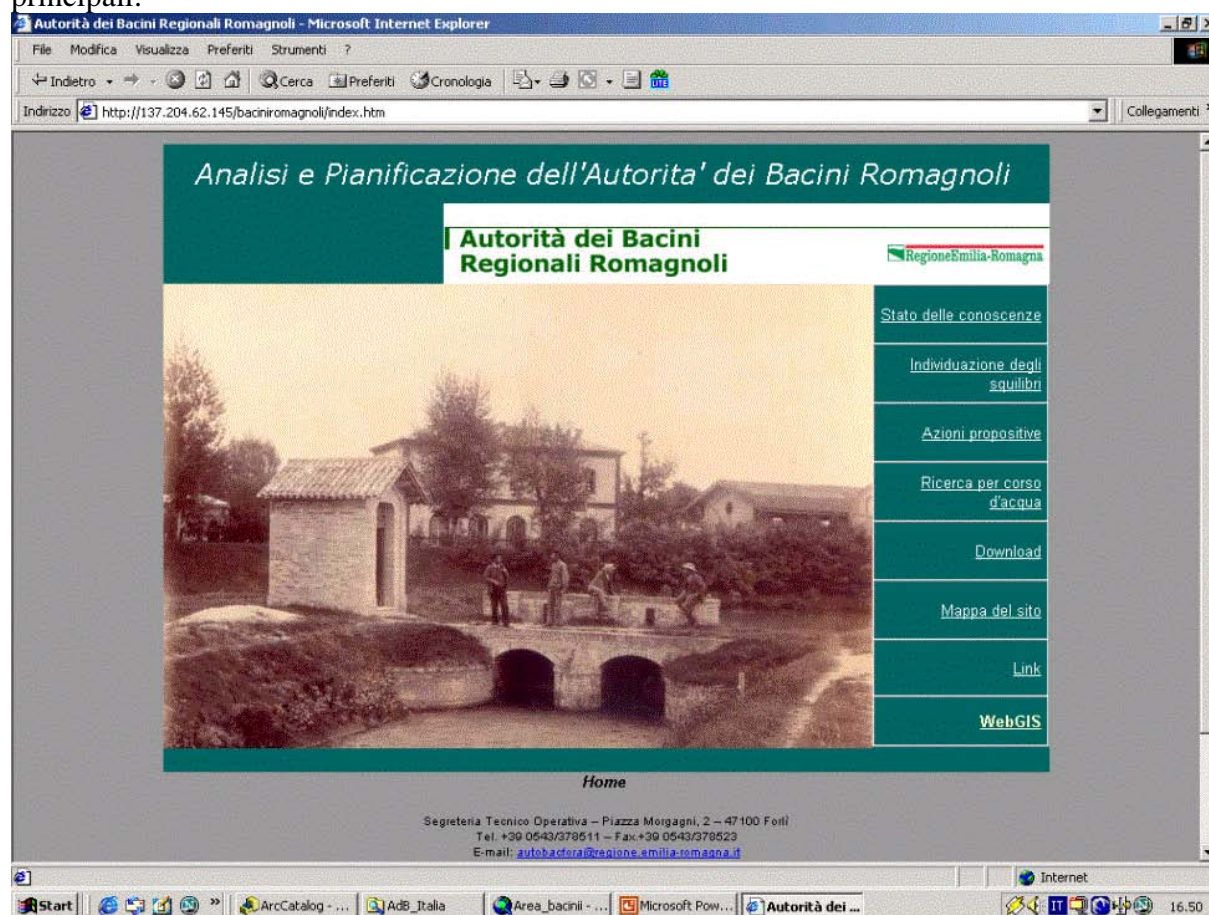 principali:
Autorità dei Bacini Regionali Romagnoli - Microsoft Internet Explorer
File Modifica Visualizza Preferiti Strumenti ?
Indietro Cerca Preferiti Cronologia
Indirizzo http://137.204.62.145/baciniromagnoli/index.htm Collegamenti
Analisi e Pianificazione dell'Autorita' dei Bacini Romagnoli
Autorità dei Bacini
Regionali Romagnoli
RegioneEmilia-Romagna
Stato delle conoscenze
Individuazione degli
squilibri
Azioni propositive
Ricerca per corso
d'acqua
Download
Mappa del sito
Link
WebGIS
Home
Segreteria Tecnico Operativa – Piazza Morgagni, 2 – 47100 Forlì
Tel. +39 0543/378511 – Fax.+39 0543/378523
E-mail: autobacfora@regione.emilia-romagna.it
Internet
Start » ArcCatalog - ... AdB_Italia Area_bacinii - ... Microsoft Pow... Autorità dei ... IT 16.50